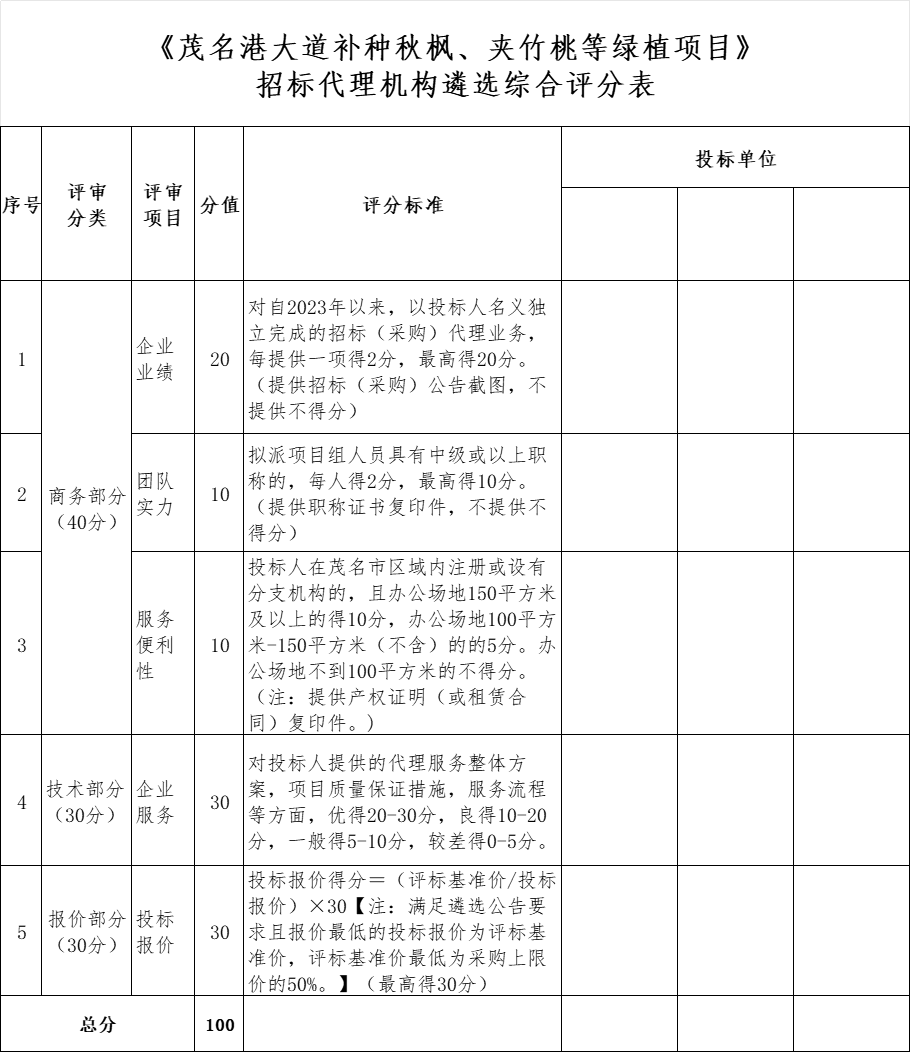 《茂名港大道补种秋枫、夹竹桃等绿植项目》
招标代理机构遴选综合评分表
序号
评审
分类
评审
项目
分值
评分标准
投标单位
1
商务部分
（40分）
企业
业绩
20
对自2023年以来，以投标人名义独
立完成的招标（采购）代理业务，
每提供一项得2分，最高得20分。
（提供招标（采购）公告截图，不
提供不得分）
2
团队
实力
10
拟派项目组人员具有中级或以上职
称的，每人得2分，最高得10分。
（提供职称证书复印件，不提供不
得分）
3
服务
便利
性
10
投标人在茂名市区域内注册或设有
分支机构的，且办公场地150平方米
及以上的得10分，办公场地100平方
米-150平方米（不含）的的5分。办
公场地不到100平方米的不得分。
（注：提供产权证明（或租赁合
同）复印件。)
4
技术部分
（30分）
企业
服务
30
对投标人提供的代理服务整体方
案，项目质量保证措施，服务流程
等方面，优得20-30分，良得10-20
分，一般得5-10分，较差得0-5分。
5
报价部分
（30分）
投标
报价
30
投标报价得分＝（评标基准价/投标
报价）×30【注：满足遴选公告要
求且报价最低的投标报价为评标基
准价，评标基准价最低为采购上限
价的50%。】（最高得30分）
总分
100